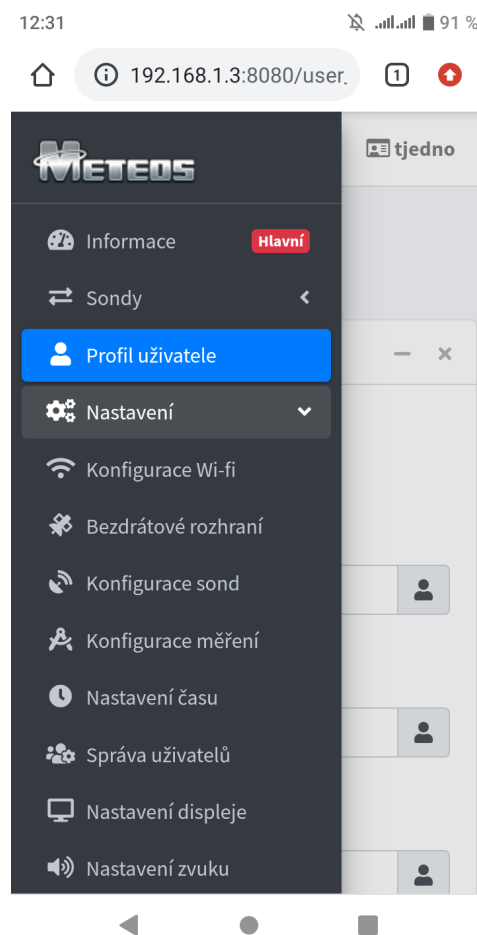 12:31
91 %
192.168.1.3:8080/user_
1
METEOS
tjedno
Informace
Hlavní
Sondy
Profil uživatele
Nastavení
Konfigurace Wi-fi
Bezdrátové rozhraní
Konfigurace sond
Konfigurace měření
Nastavení času
Správa uživatelů
Nastavení displeje
Nastavení zvuku